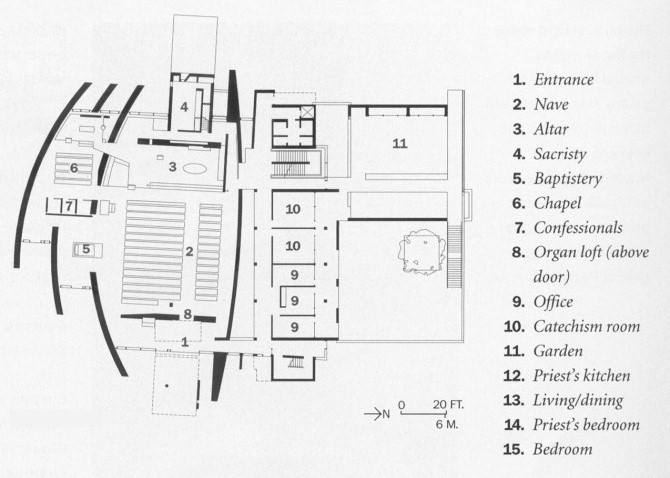 4
11
3
6
10
7
2
5
10
9
9
8
9
1
N 0 20 FT.
6 M.
1. Entrance
2. Nave
3. Altar
4. Sacristy
5. Baptistery
6. Chapel
7. Confessionals
8. Organ loft (above
door)
9. Office
10. Catechism room
11. Garden
12. Priest's kitchen
13. Living/dining
14. Priest's bedroom
15. Bedroom